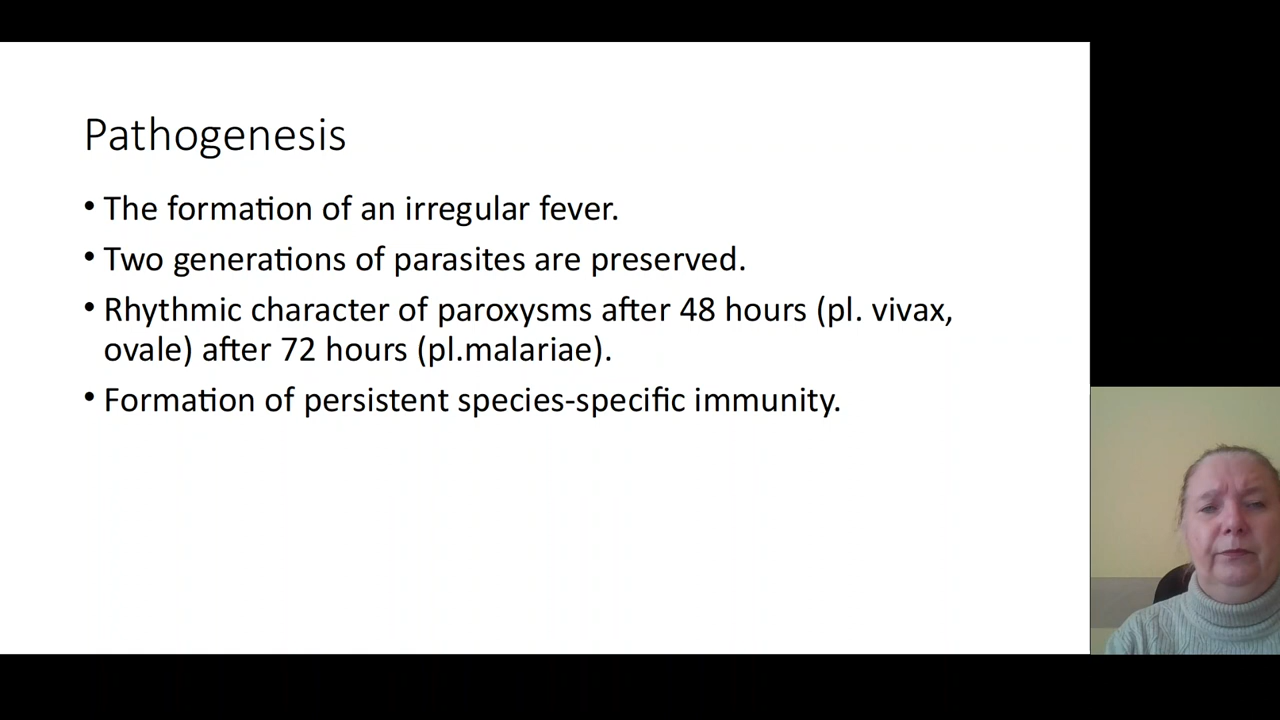 Pathogenesis
• The formation of an irregular fever.
• Two generations of parasites are preserved.
• Rhythmic character of paroxysms after 48 hours (pl. vivax,
ovale) after 72 hours (pl.malariae).
• Formation of persistent species-specific immunity.